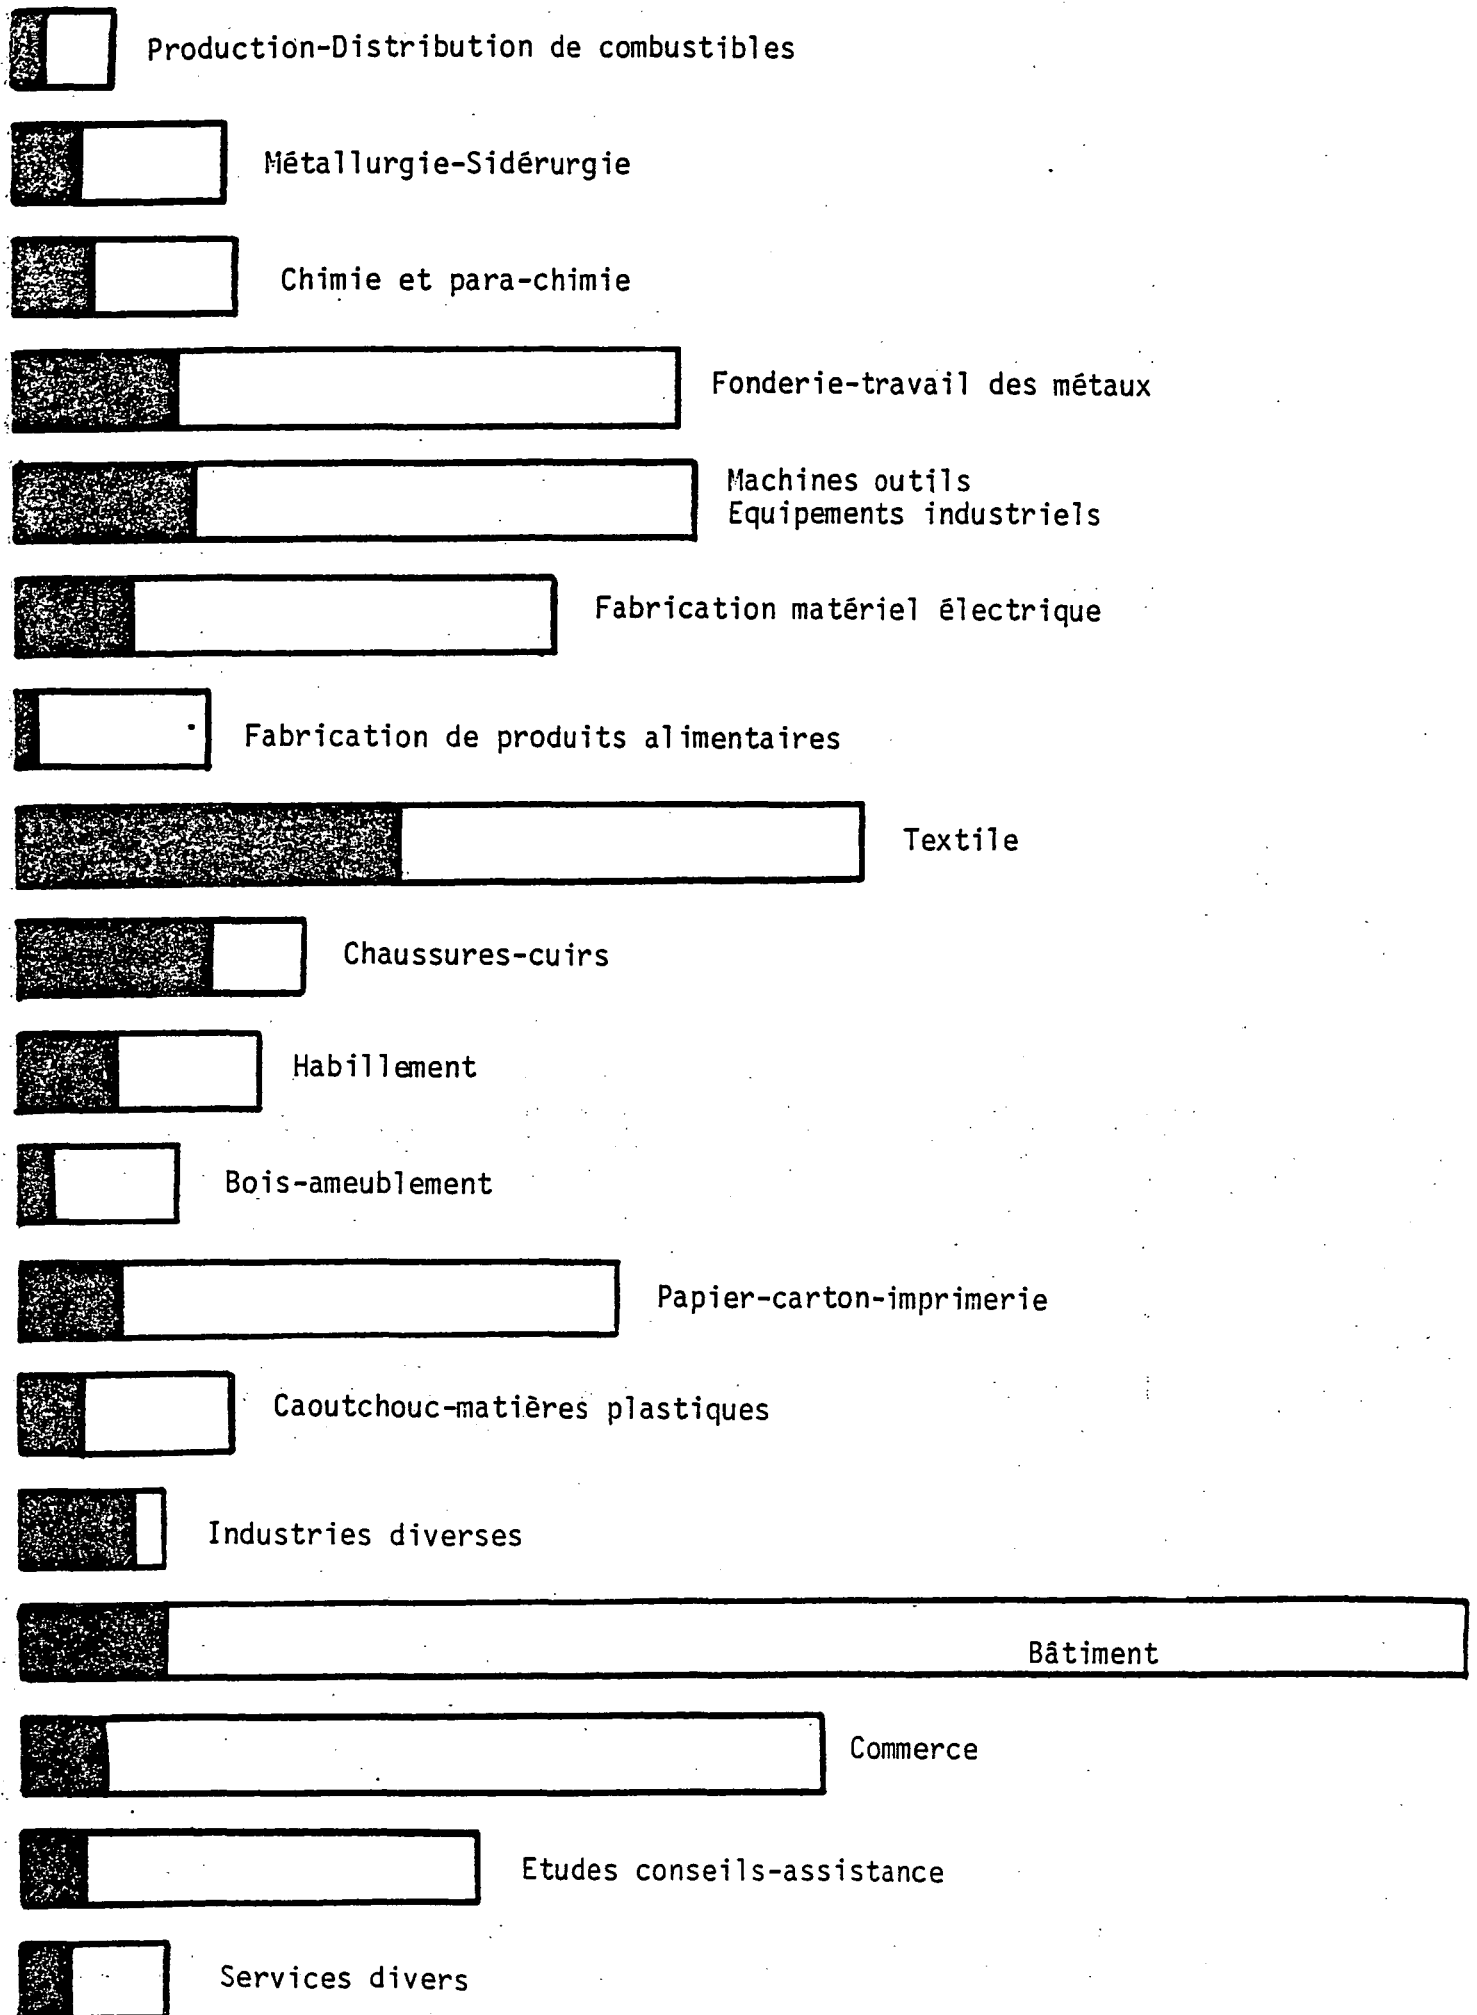 Production-Distribution de combustibles
Métallurgie-Sidérurgie
Chimie et para-chimie
Fonderie-travail des métaux
Machines outils
Equipements industriels
Fabrication matériel électrique
Fabrication de produits alimentaires
Textile
Chaussures-cuirs
Habillement
Bois-ameublement
Papier-carton-imprimerie
Caoutchouc-matières plastiques
Industries diverses
Bâtiment
Commerce
Etudes conseils-assistance
Services divers